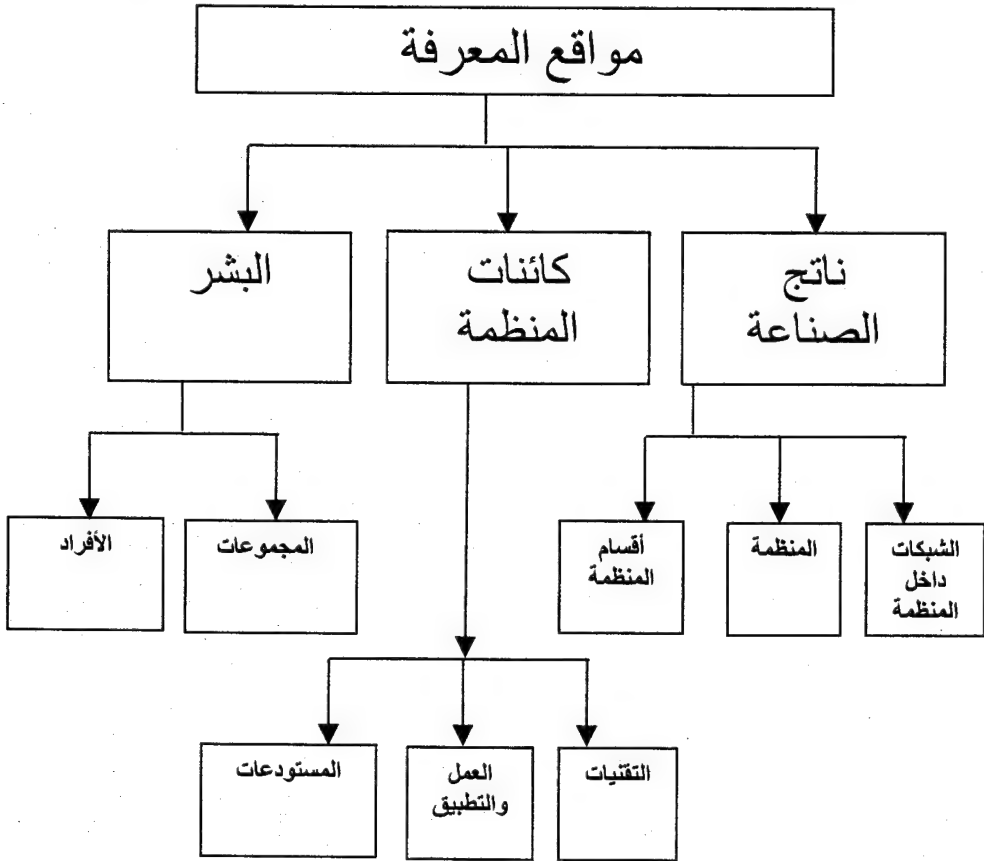 مواقع المعرفة
ناتج
الصناعة
كائنات
المنظمة
البشر
الشبكات
داخل
المنظمة
المنظمة
أقسام
المنظمة
المجموعات
الأفراد
التقنيات
العمل
والتطبيق
المستودعات